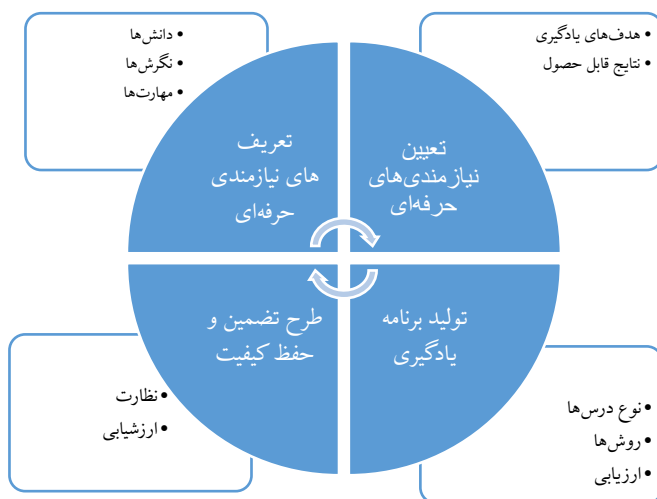 • هدف‌های یادگیری
• نتایج قابل حصول
• دانش‌ها
• نگرش‌ها
• مهارت‌ها
تعیین
نیازمندی‌های
حرفه‌ای
تعریف
های نیازمندی
حرفه‌ای
تولید برنامه
یادگیری
طرح تضمین و
حفظ کیفیت
• نوع درس‌ها
• روش‌ها
• ارزیابی
• نظارت
• ارزشیابی